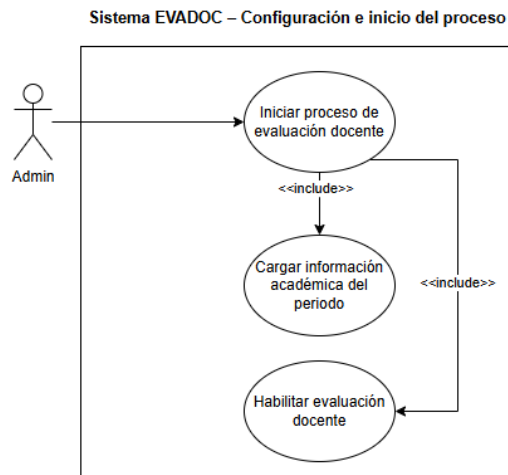 Sistema EVADOC – Configuración e inicio del proceso
Iniciar proceso de
evaluación docente
Admin
<<include>>
Cargar información
académica del
periodo
<<include>>
Habilitar evaluación
docente